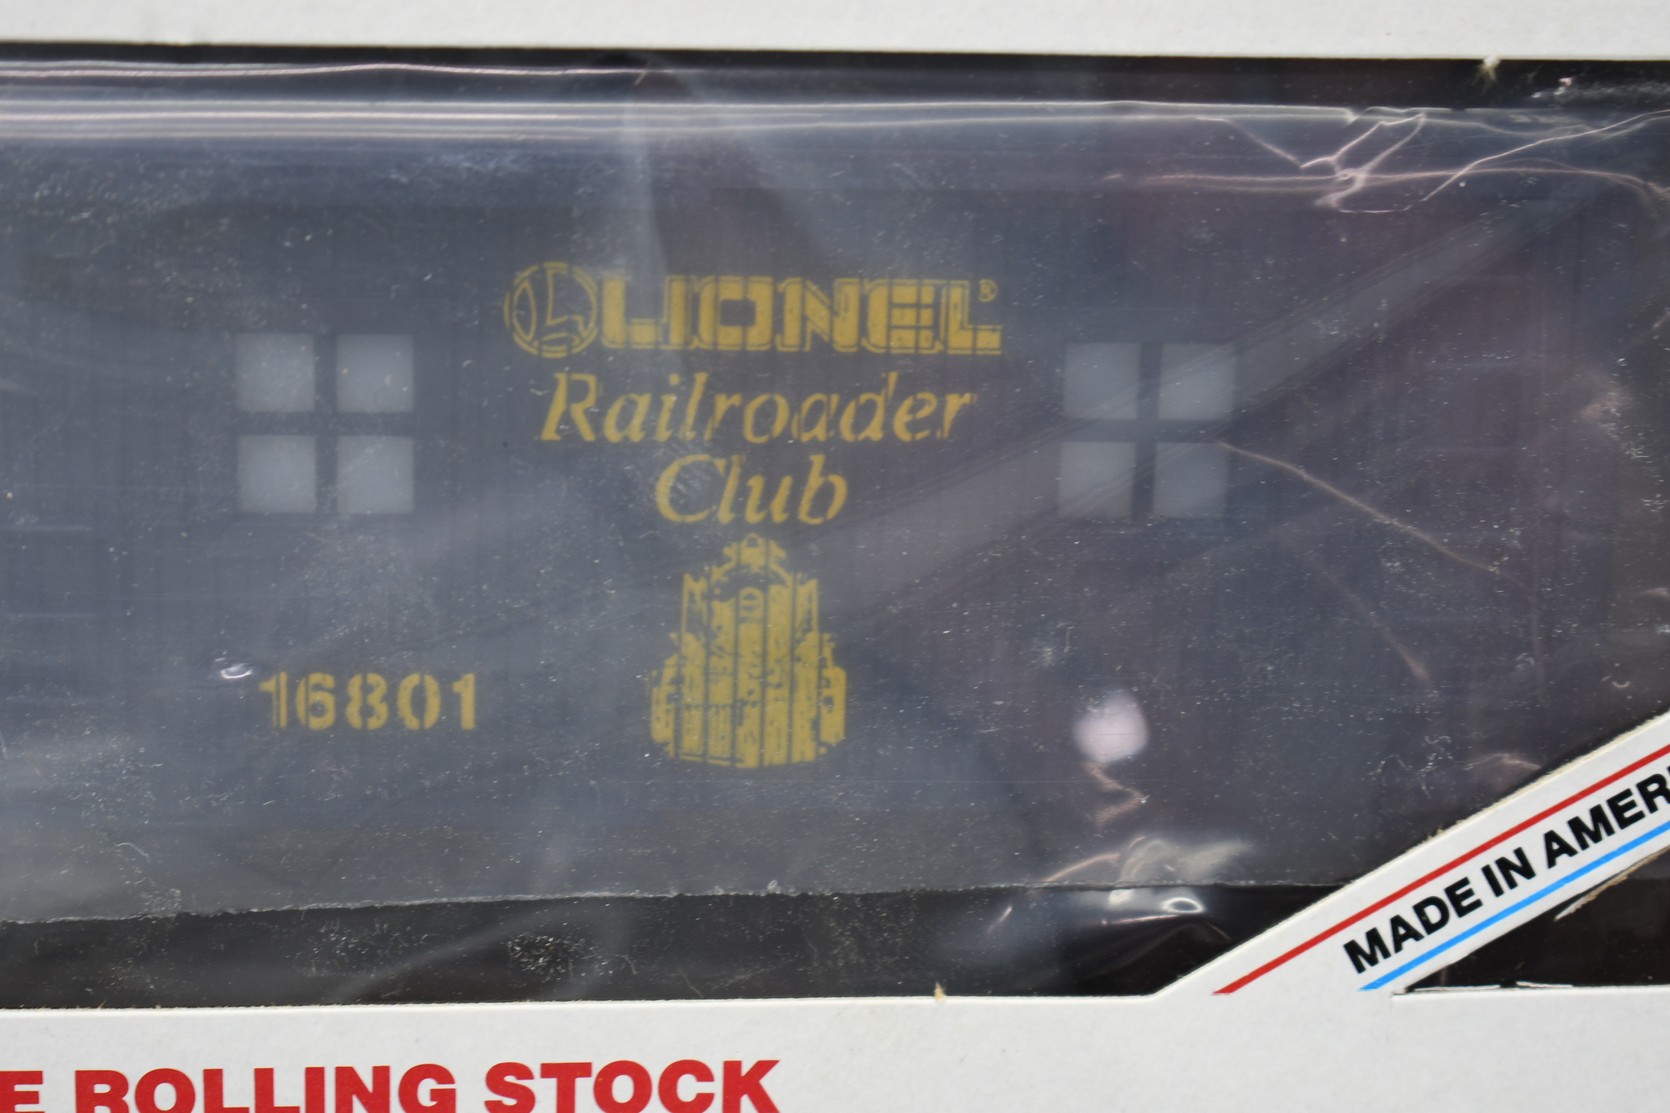 LIONEL®
Railroader
Club
16801
MADE IN AMERI
E ROLLING STOCK